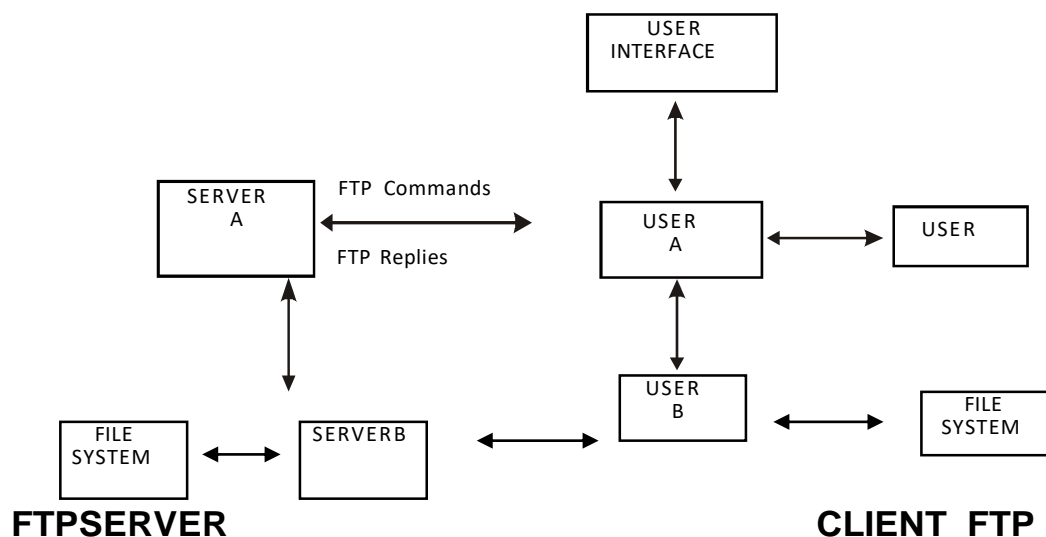 USER
INTERFACE
SERVER
A
FTP Commands
FTP Replies
USER
A
USER
USER
B
FILE
SYSTEM
SERVERB
FILE
SYSTEM
FTPSERVER
CLIENT FTP